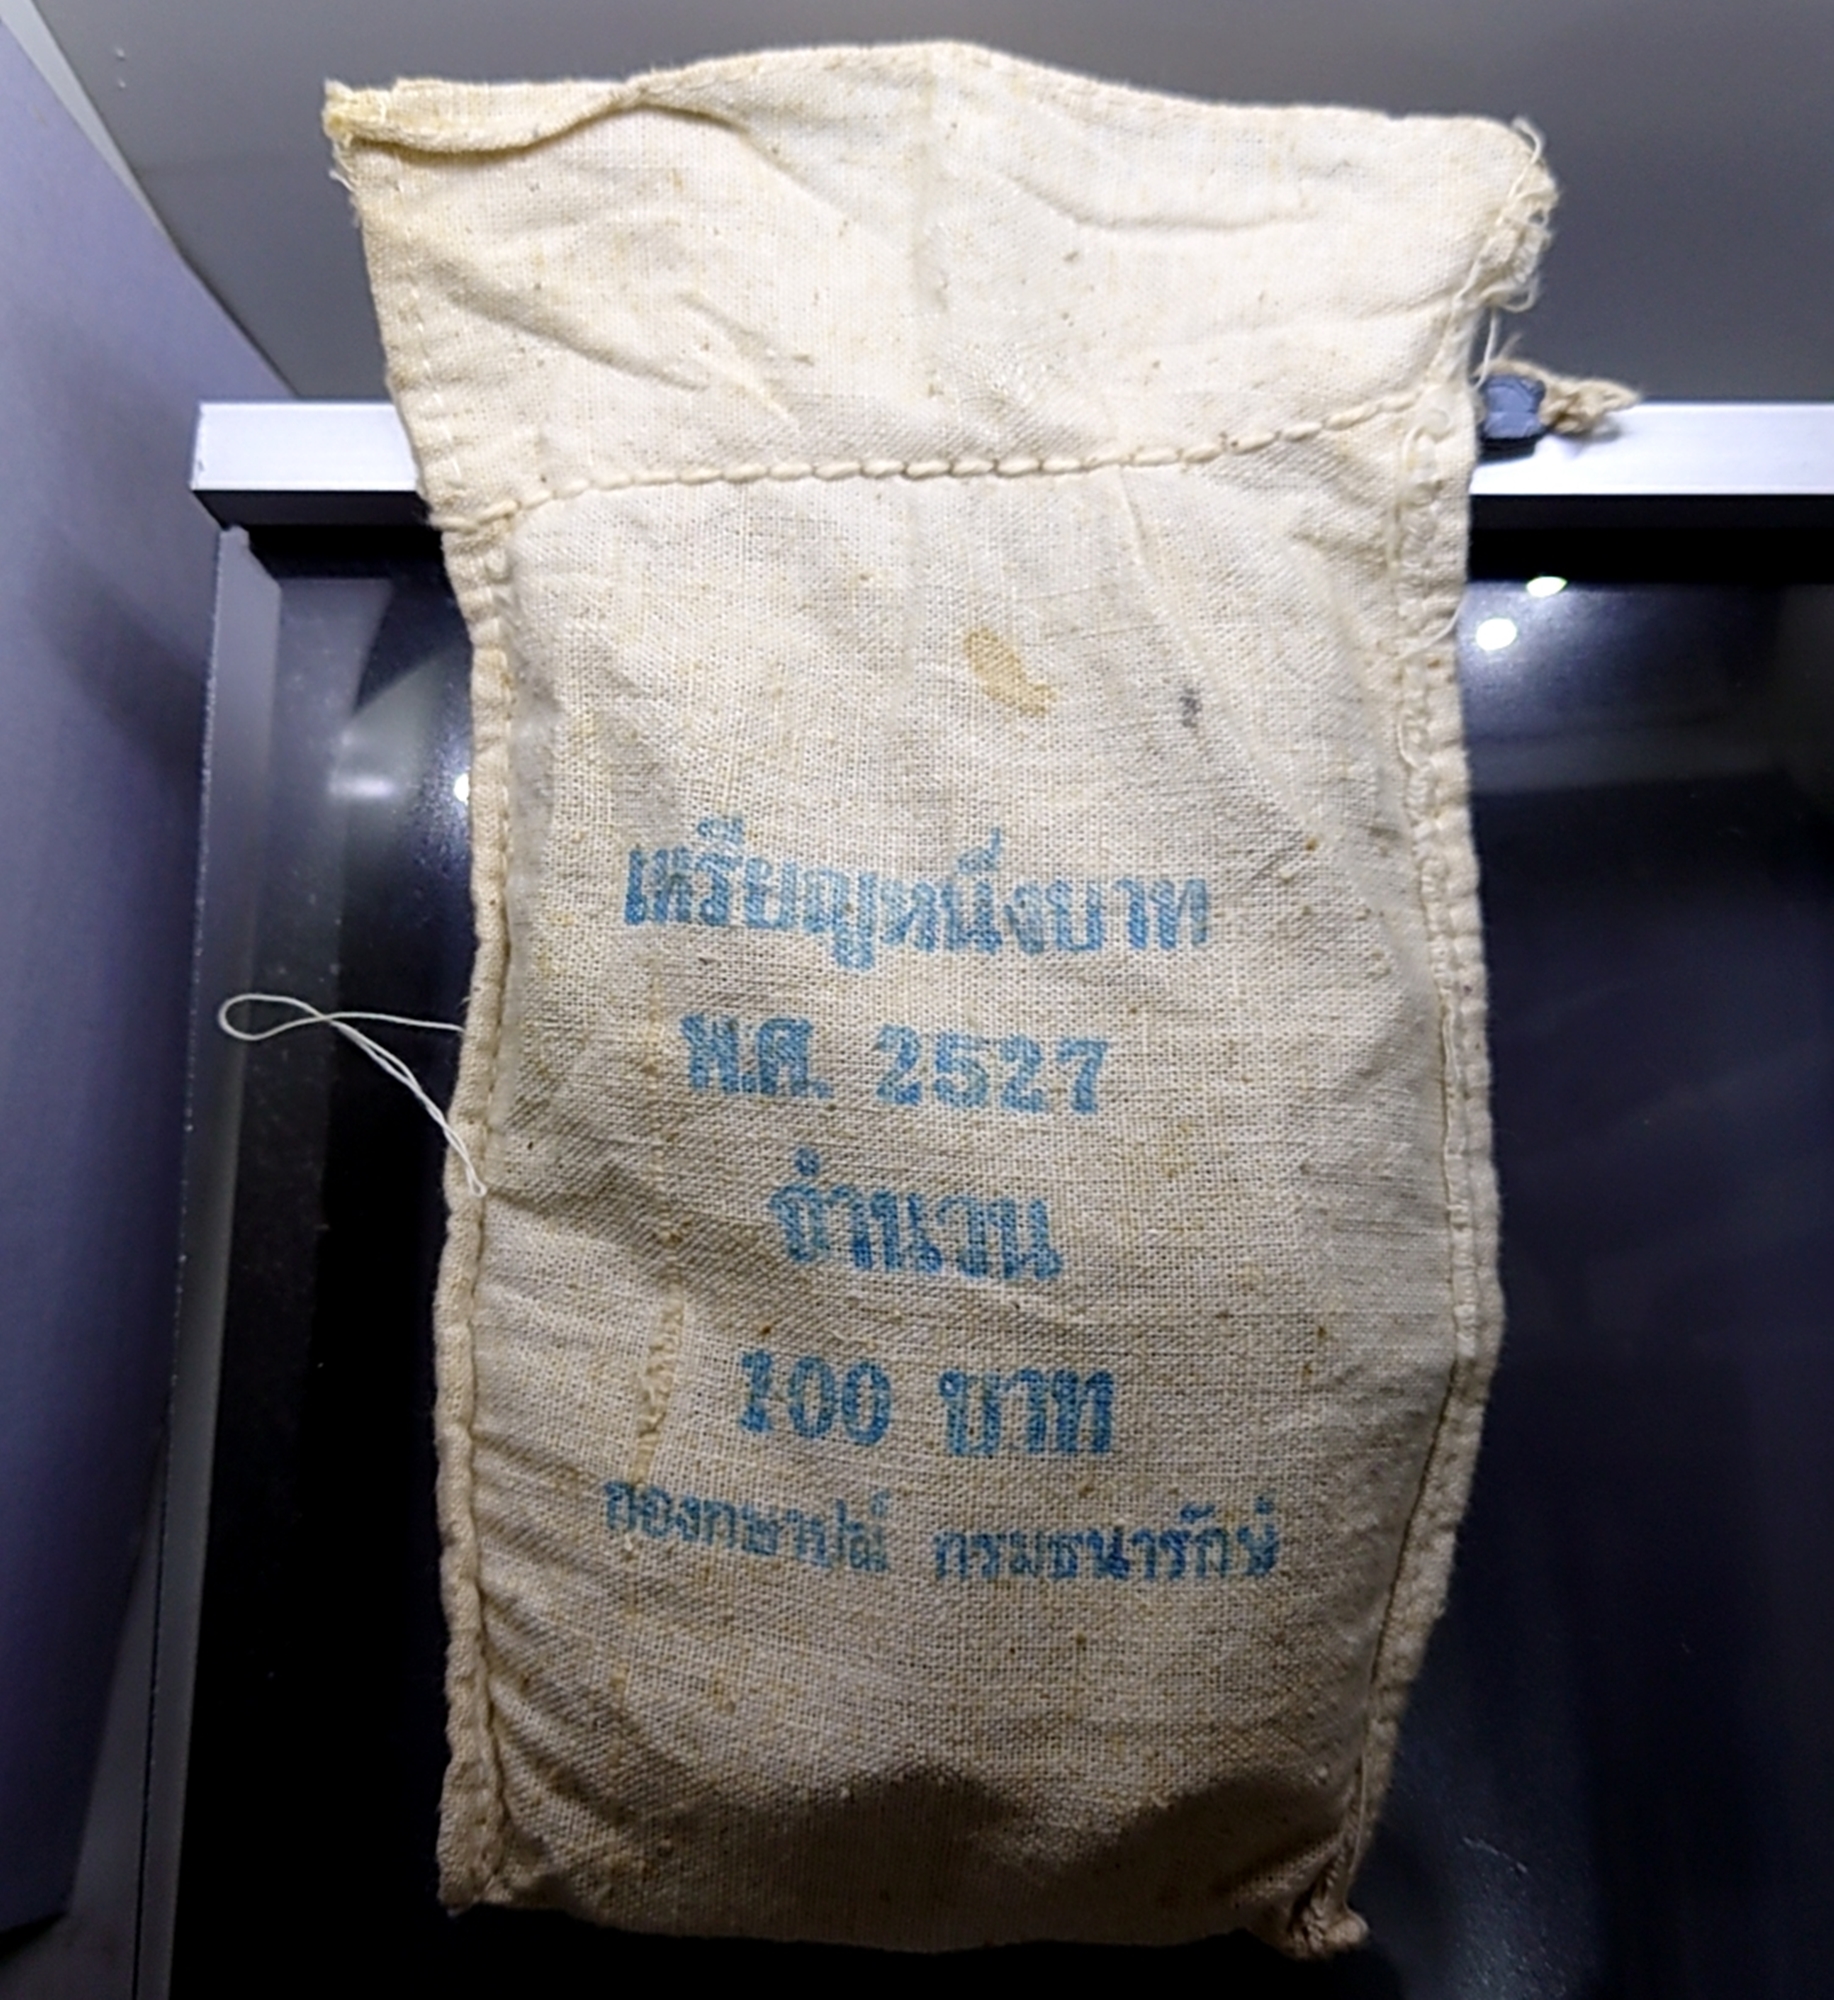 เหรียญหนึ่งบาท
พ.ศ. 2527
จำนวน
100 บาท
กองกษาปณ์ กรมธนารักษ์